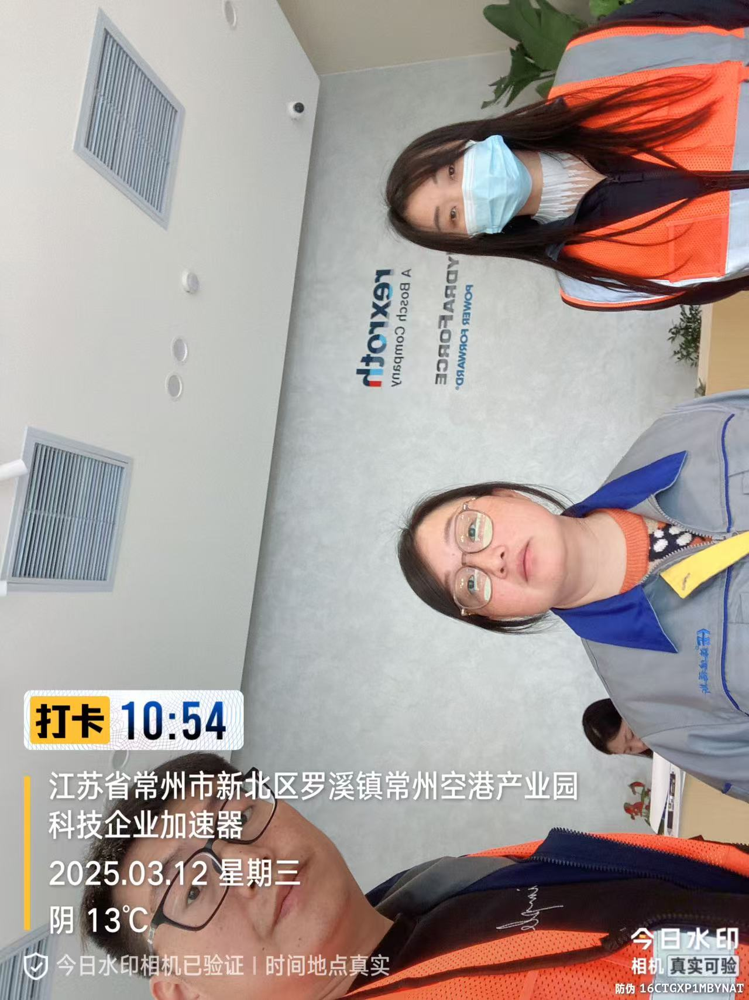 rexroth
A Bosch Company
YDRAFORCE
POWER FORWARD®
打卡 10:54
江苏省常州市新北区罗溪镇常州空港产业园
科技企业加速器
2025.03.12 星期三
阴 13℃
今日水印相机已验证 | 时间地点真实
今日水印
相机 真实可验
防伪 16CTGXP1MBYNAT